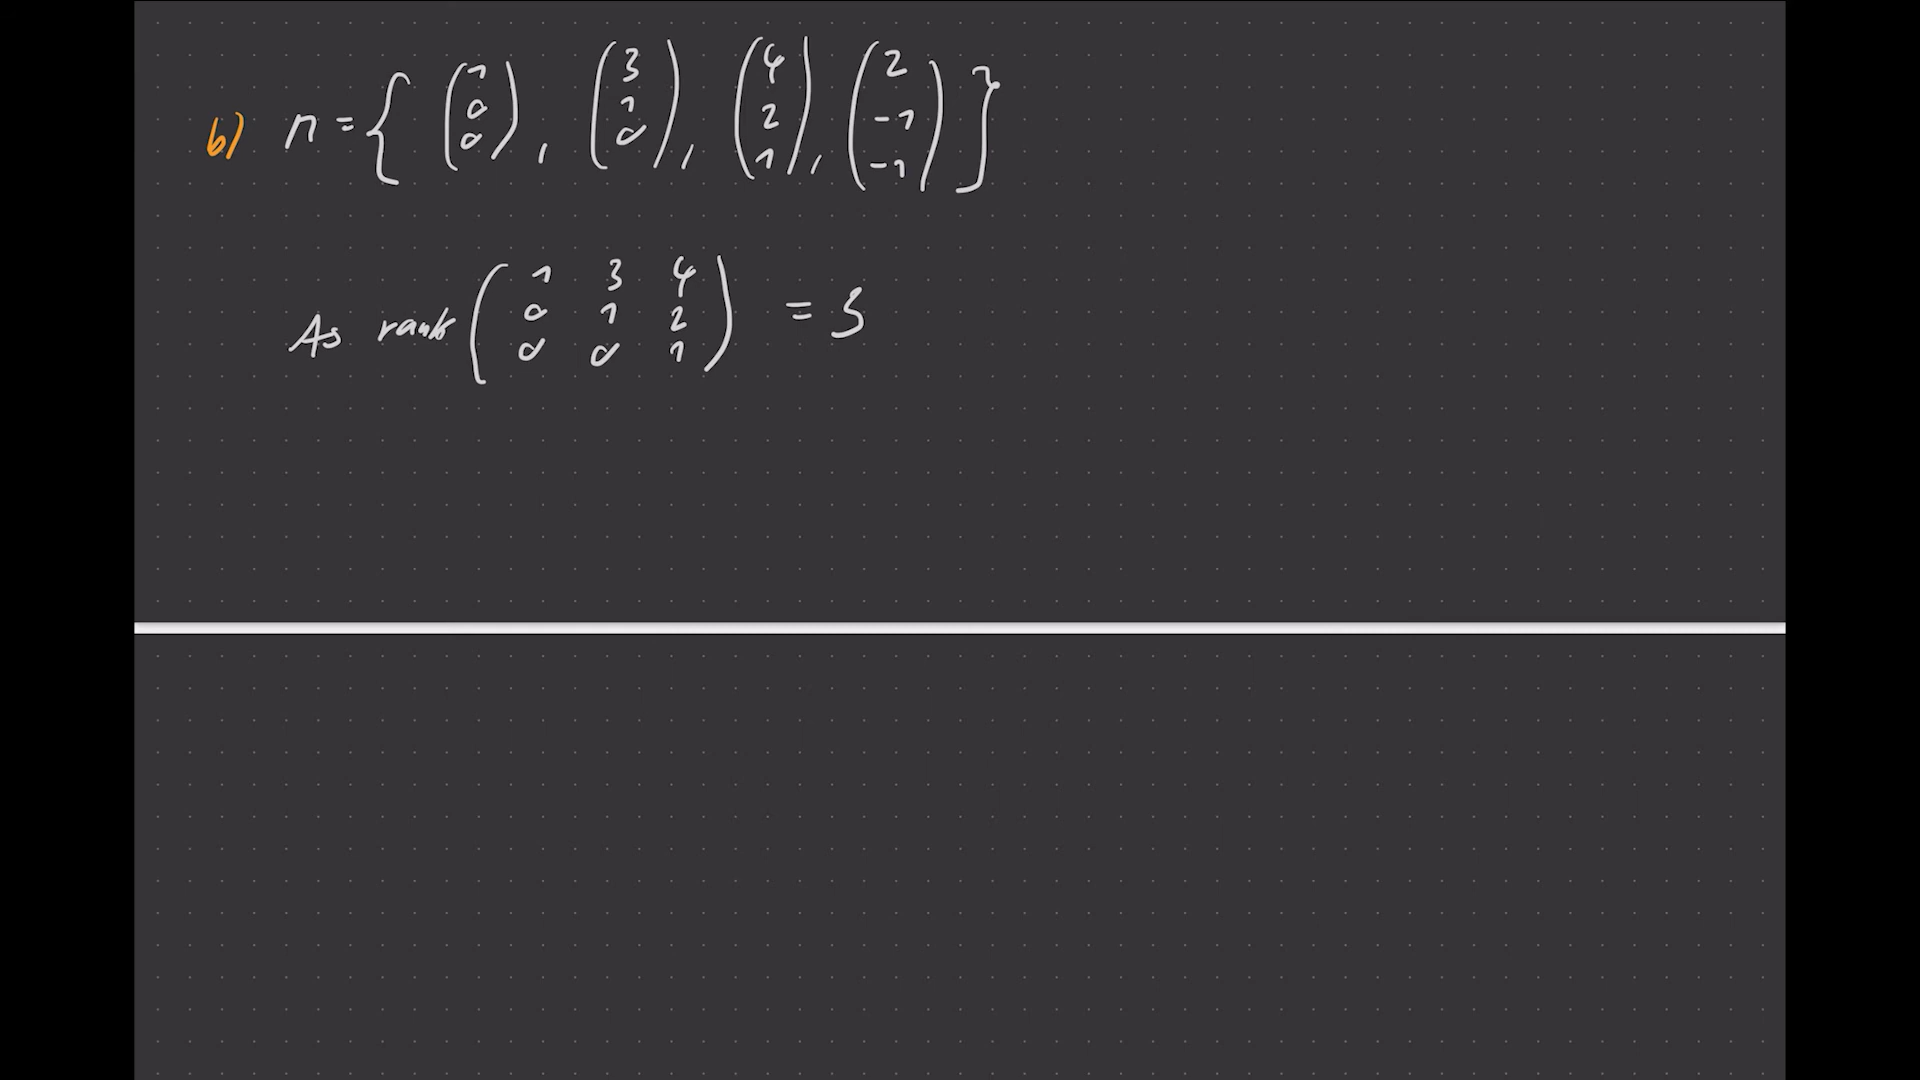 b) n = { (1 0 0), (3 1 0), (4 2 1), (2 -1 -1) }
As rank ( 1 3 4
0 1 2
0 0 1 ) = 3